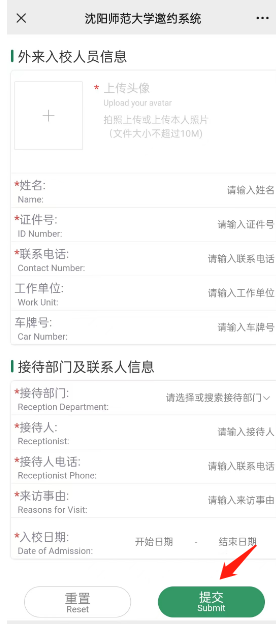 沈阳师范大学邀约系统
外来入校人员信息
* 上传头像
Upload your avatar
拍照上传或上传本人照片
（文件大小不超过10M）
*姓名: 请输入姓名
Name:
*证件号: 请输入证件号
ID Number:
*联系电话: 请输入联系电话
Contact Number:
工作单位: 请输入工作单位
Work Unit:
车牌号: 请输入车牌号
Car Number:
接待部门及联系人信息
*接待部门: 请选择或搜索接待部门
Reception Department:
*接待人: 请输入接待人
Receptionist:
*接待人电话: 请输入联系电话
Receptionist Phone:
*来访事由: 请输入来访事由
Reasons for Visit:
*入校日期: 开始日期 - 结束日期
Date of Admission:
重置 提交
Reset Submit